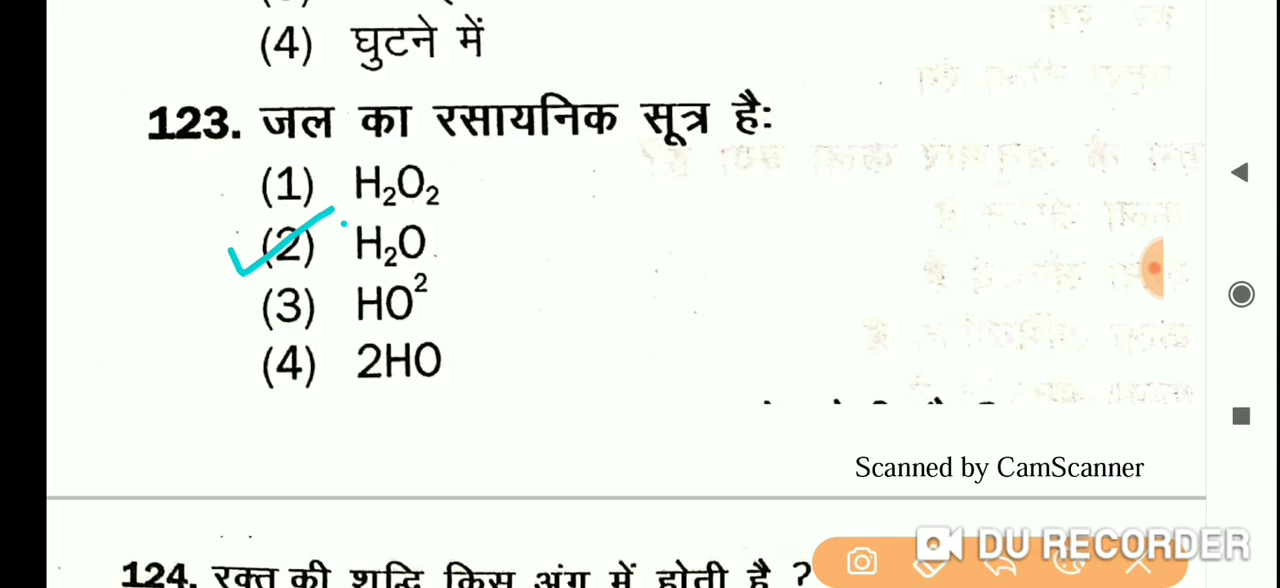 (4) घुटने में
123. जल का रसायनिक सूत्र हैः
(1) H₂O₂
(2) H₂O
(3) HO²
(4) 2HO
Scanned by CamScanner
DU RECORDER
124. रक्त की शुद्धि किस अंग में होती है ?